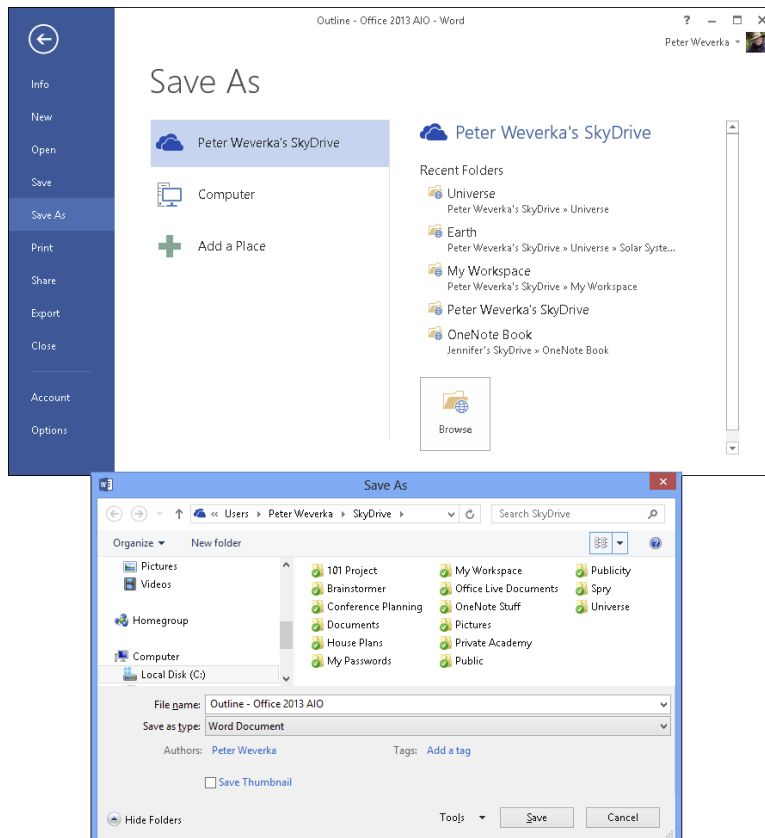 Outline - Office 2013 AIO - Word
?
Peter Weverka
Info
New
Open
Save
Save As
Print
Share
Export
Close
Account
Options
Save As
Peter Weverka's SkyDrive
Computer
Add a Place
Peter Weverka's SkyDrive
Recent Folders
Universe
Peter Weverka's SkyDrive » Universe
Earth
Peter Weverka's SkyDrive » Universe » Solar Syste...
My Workspace
Peter Weverka's SkyDrive » My Workspace
Peter Weverka's SkyDrive
OneNote Book
Jennifer's SkyDrive » OneNote Book
Browse
Save As
« Users Peter Weverka SkyDrive
Search SkyDrive
Organize New folder
Pictures
Videos
Homegroup
Computer
Local Disk (C:)
101 Project
Brainstormer
Conference Planning
Documents
House Plans
My Passwords
My Workspace
Office Live Documents
OneNote Stuff
Pictures
Private Academy
Public
Publicity
Spry
Universe
File name: Outline - Office 2013 AIO
Save as type: Word Document
Authors: Peter Weverka Tags: Add a tag
Save Thumbnail
Hide Folders Tools Save Cancel